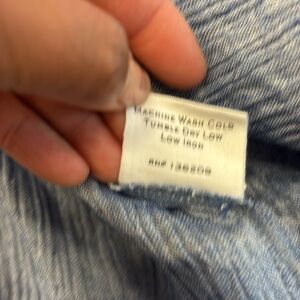 Machine Wash Cold
Tumble Dry Low
Low Iron
RN# 136209